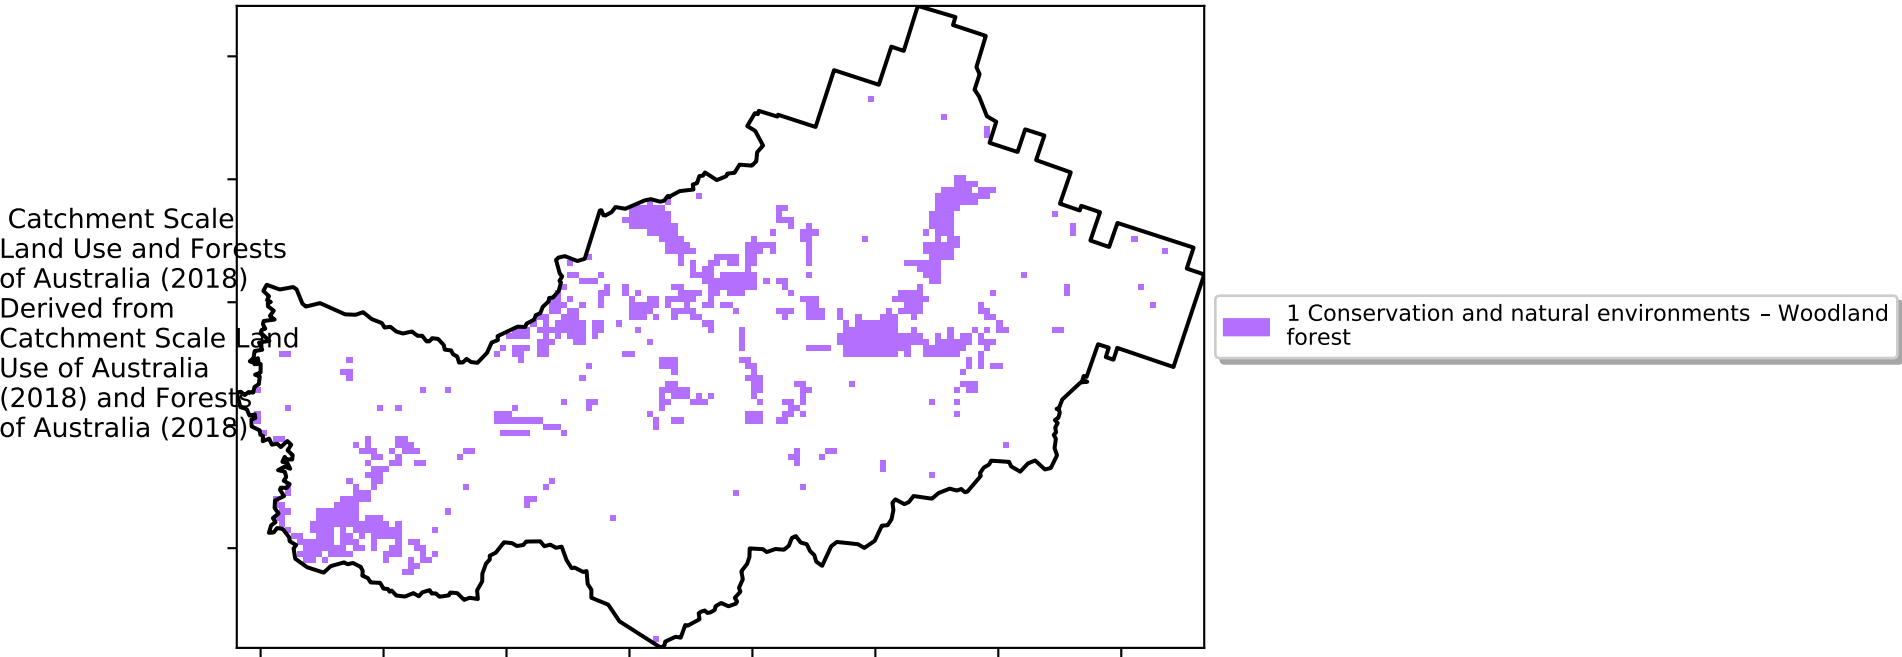 Catchment Scale
Land Use and Forests
of Australia (2018)
Derived from
Catchment Scale Land
Use of Australia
(2018) and Forests
of Australia (2018)
1 Conservation and natural environments – Woodland
forest